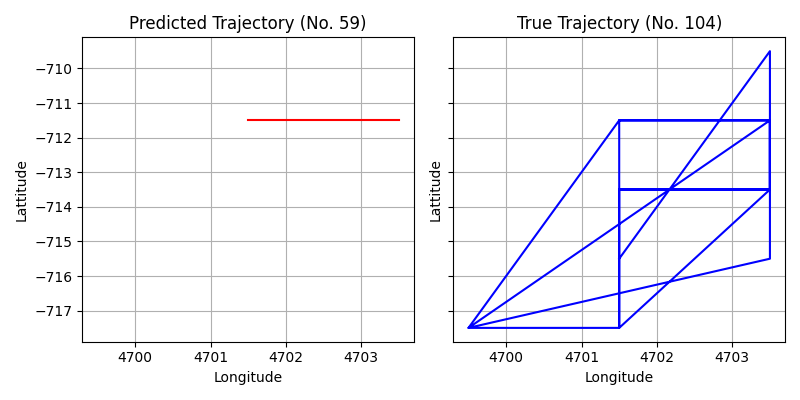 Predicted Trajectory (No. 59)
True Trajectory (No. 104)
Lattitude
−710
−711
−712
−713
−714
−715
−716
−717
4700
4701
4702
4703
Longitude
Lattitude
4700
4701
4702
4703
Longitude